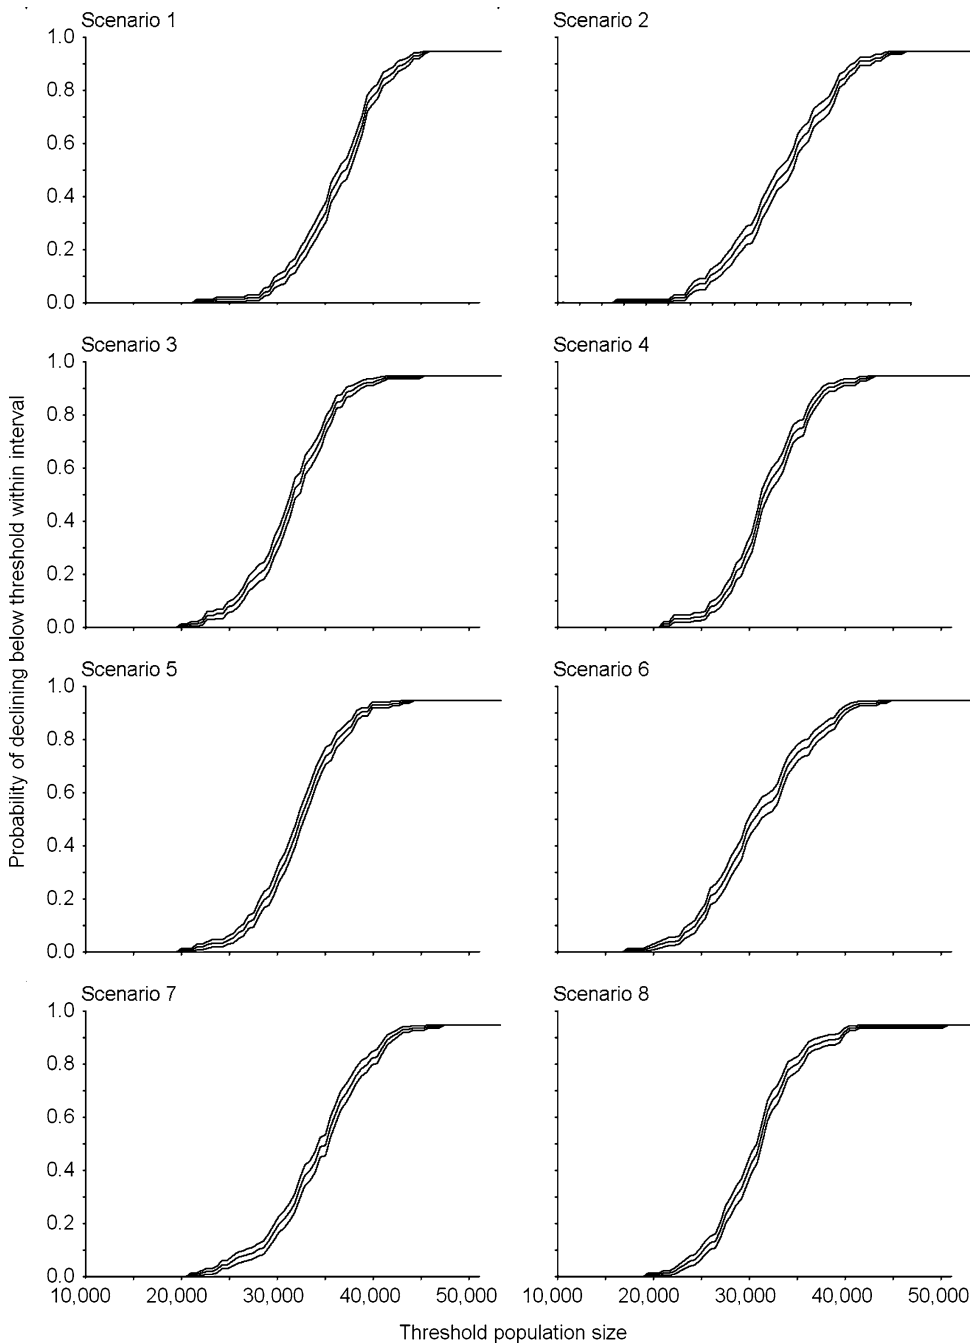 Scenario 1
Scenario 2
1.0
0.8
0.6
0.4
0.2
0.0
Scenario 3
Scenario 4
1.0
0.8
0.6
0.4
0.2
0.0
Probability of declining below threshold within interval
Scenario 5
Scenario 6
1.0
0.8
0.6
0.4
0.2
0.0
Scenario 7
Scenario 8
1.0
0.8
0.6
0.4
0.2
0.0
10,000 20,000 30,000 40,000 50,000
10,000 20,000 30,000 40,000 50,000
Threshold population size